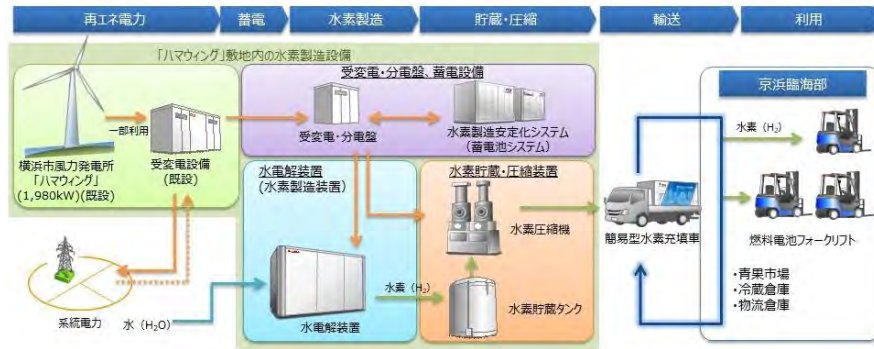 再エネ電力
蓄電
水素製造
貯蔵・圧縮
輸送
利用
「ハマウィング」敷地内の水素製造設備
一部利用
横浜市風力発電所
「ハマウィング」
(1,980kW)(既設)
受変電設備
(既設)
系統電力
水（H₂O）
受変電・分電盤、蓄電設備
受変電・分電盤
水素製造安定化システム
(蓄電池システム)
水電解装置
(水素製造装置)
水電解装置
水素（H₂）
水素貯蔵・圧縮装置
水素圧縮機
水素貯蔵タンク
簡易型水素充填車
京浜臨海部
水素（H₂）
燃料電池フォークリフト
・青果市場
・冷蔵倉庫
・物流倉庫